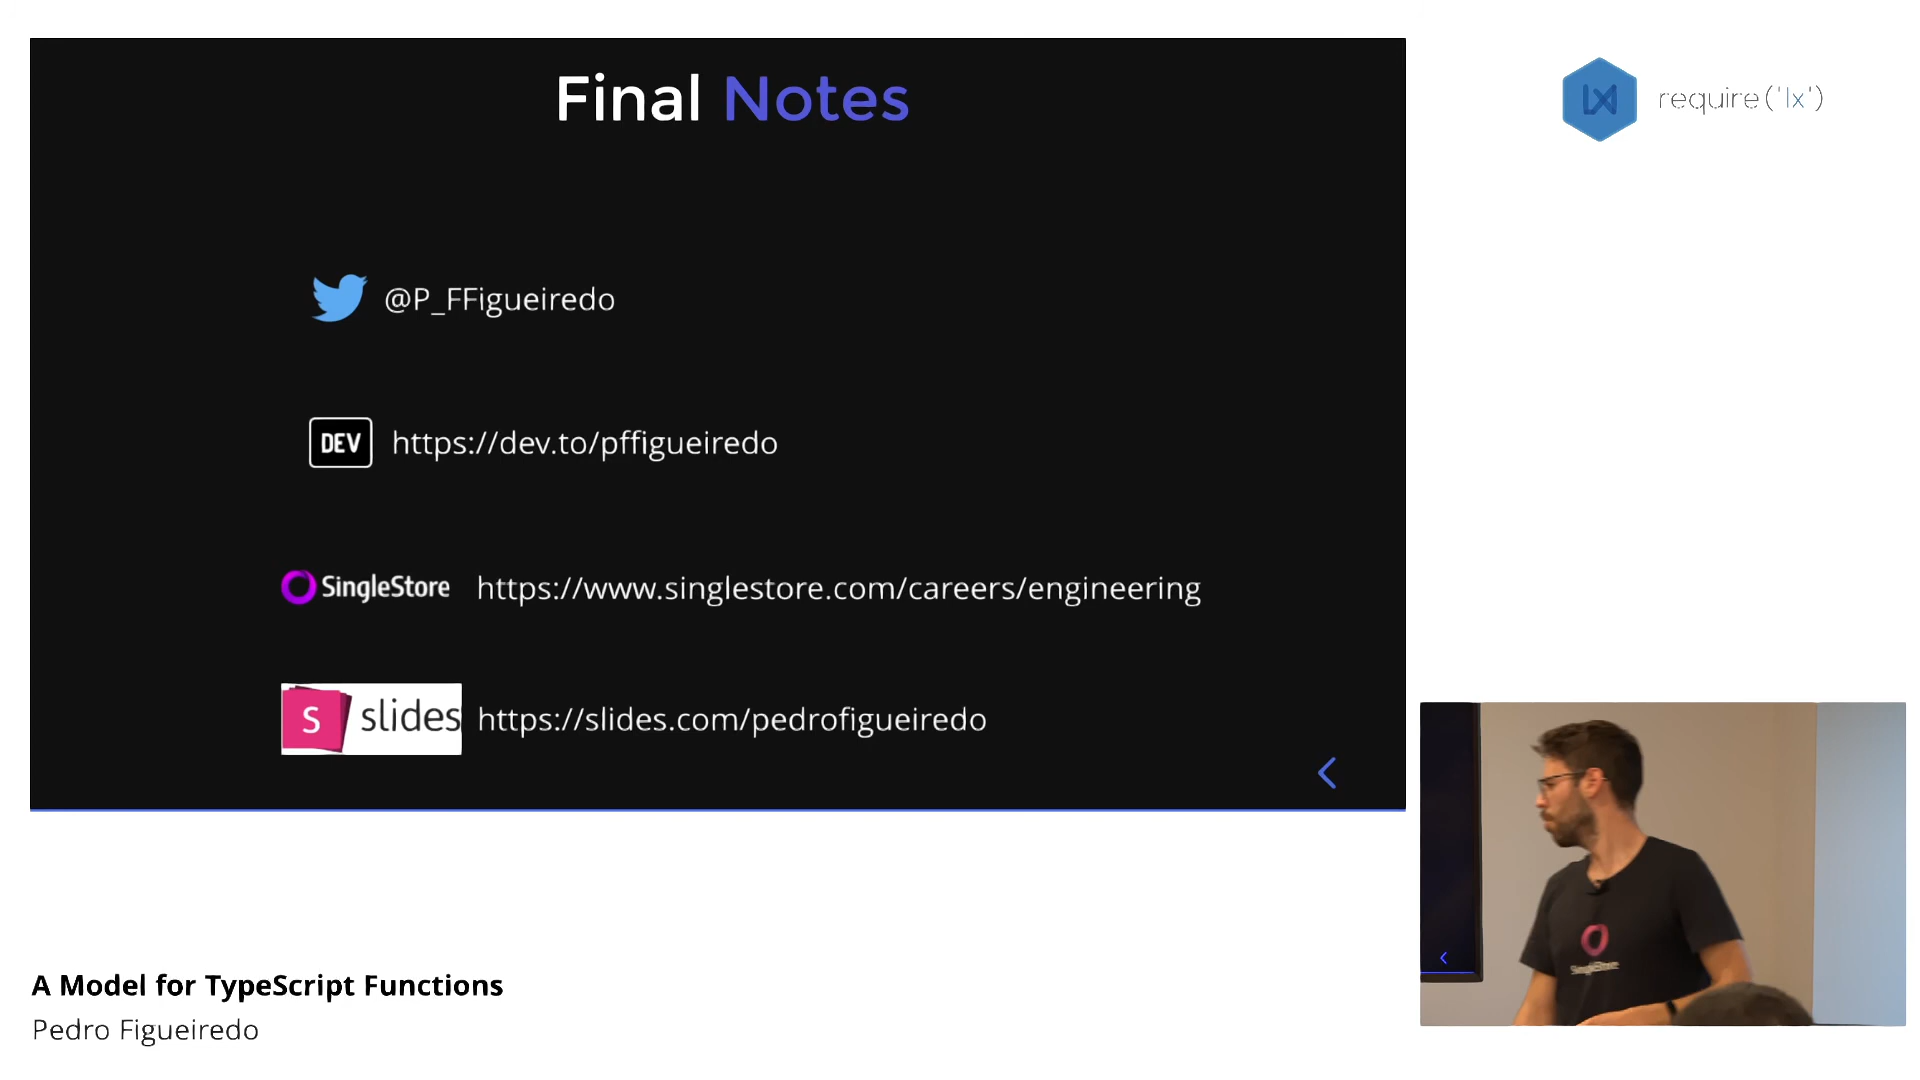 Final Notes
require('lx')
@P_FFigueiredo
DEV https://dev.to/pffigueiredo
SingleStore https://www.singlestore.com/careers/engineering
S slides https://slides.com/pedrofigueiredo
SingleStore
A Model for TypeScript Functions
Pedro Figueiredo